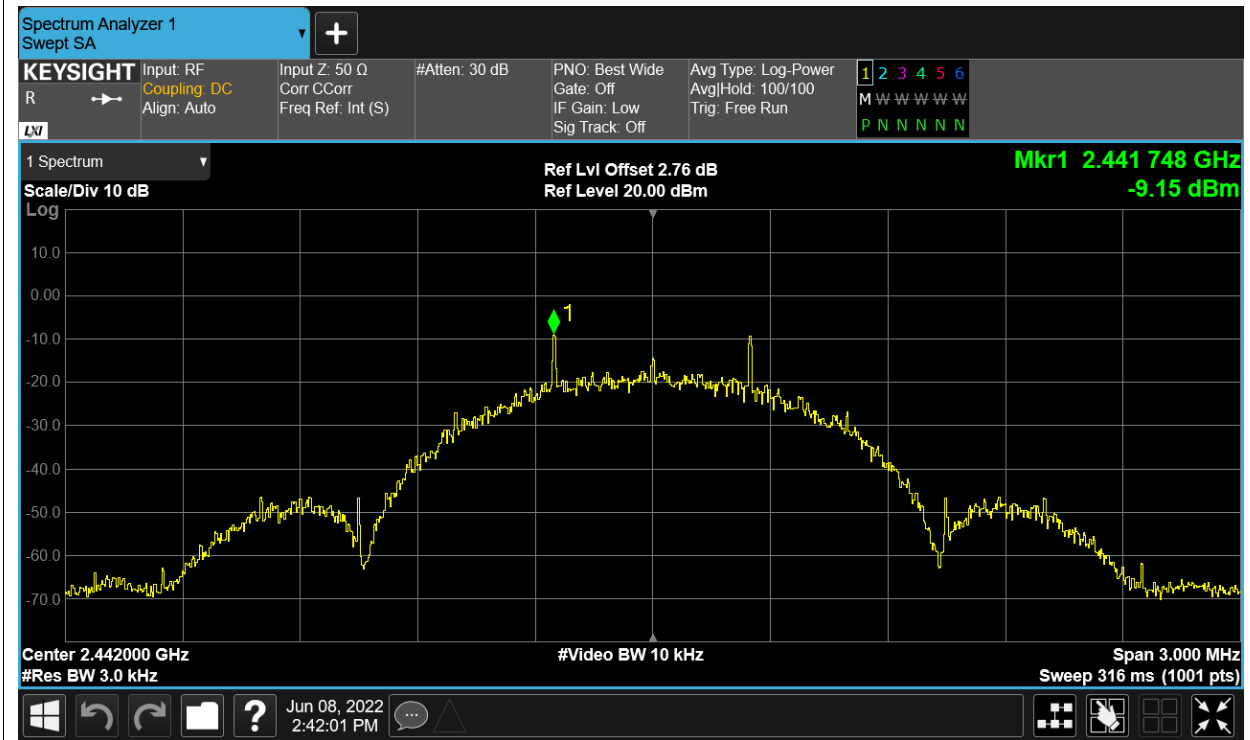 Spectrum Analyzer 1
Swept SA
KEYSIGHT
R
LXI
Input: RF
Coupling: DC
Align: Auto
Input Z: 50 Ω
Corr CCorr
Freq Ref: Int (S)
#Atten: 30 dB
PNO: Best Wide
Gate: Off
IF Gain: Low
Sig Track: Off
Avg Type: Log-Power
Avg|Hold: 100/100
Trig: Free Run
1 2 3 4 5 6
M W W W W W
P N N N N N
1 Spectrum
Scale/Div 10 dB
Log
Ref Lvl Offset 2.76 dB
Ref Level 20.00 dBm
Mkr1 2.441 748 GHz
-9.15 dBm
10.0
0.00
1
-10.0
-20.0
-30.0
-40.0
-50.0
-60.0
-70.0
Center 2.442000 GHz
#Video BW 10 kHz
Span 3.000 MHz
#Res BW 3.0 kHz
Sweep 316 ms (1001 pts)
?
Jun 08, 2022
2:42:01 PM